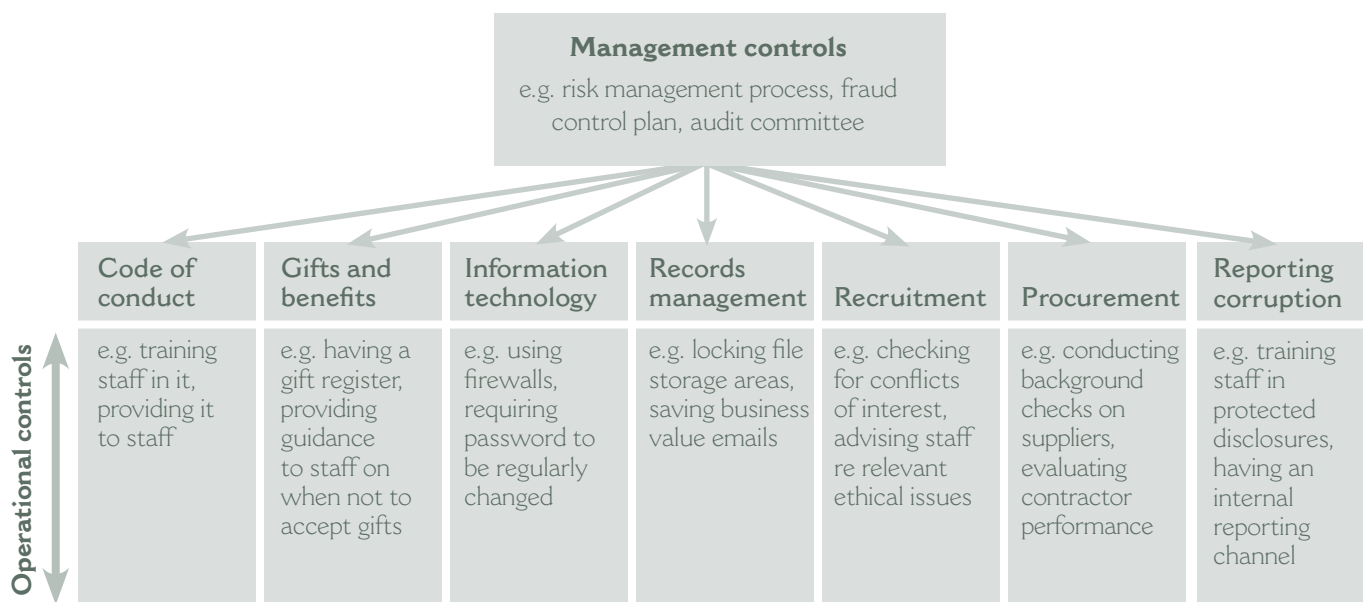 Management controls
e.g. risk management process, fraud
control plan, audit committee
Code of
conduct
Gifts and
benefits
Information
technology
Records
management
Recruitment
Procurement
Reporting
corruption
Operational controls
e.g. training
staff in it,
providing it
to staff
e.g. having a
gift register,
providing
guidance
to staff on
when not to
accept gifts
e.g. using
firewalls,
requiring
password to
be regularly
changed
e.g. locking file
storage areas,
saving business
value emails
e.g. checking
for conflicts
of interest,
advising staff
re relevant
ethical issues
e.g. conducting
background
checks on
suppliers,
evaluating
contractor
performance
e.g. training
staff in
protected
disclosures,
having an
internal
reporting
channel